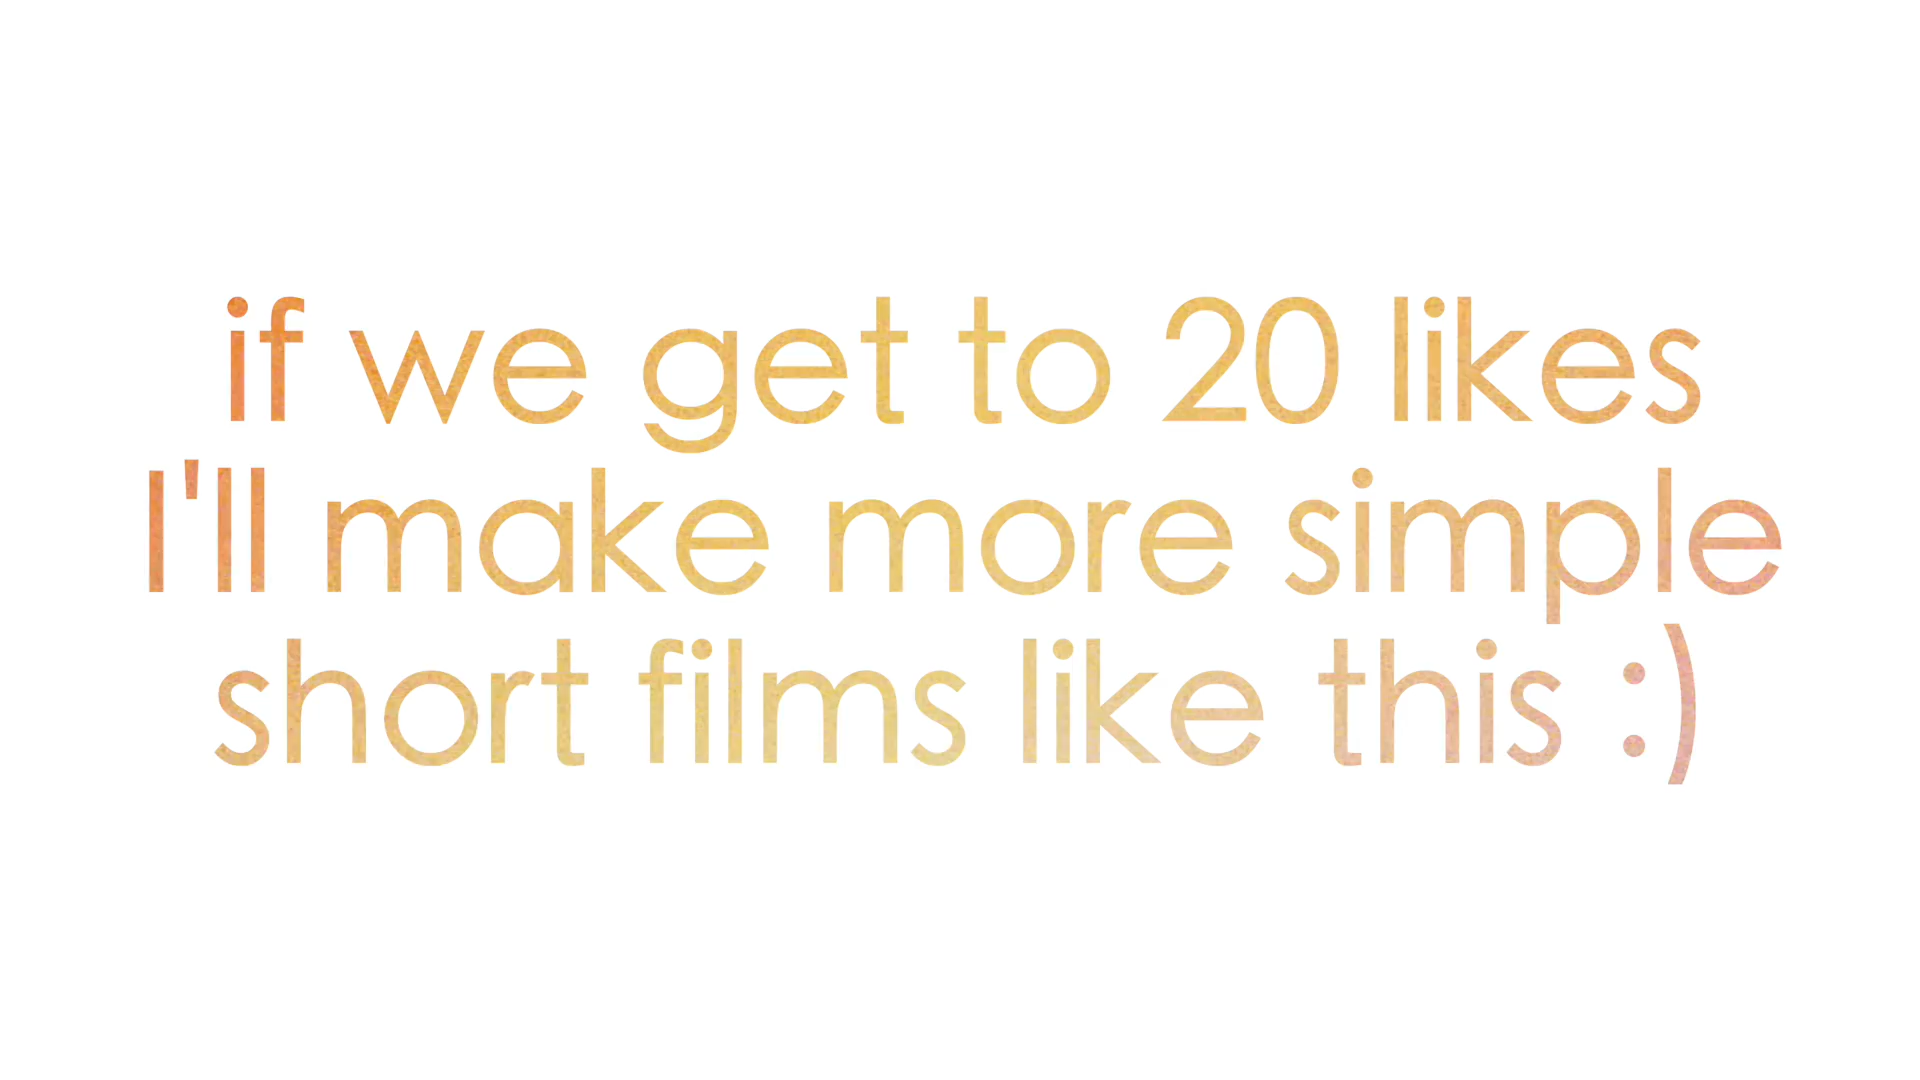 if we get to 20 likes
I'll make more simple
short films like this :)